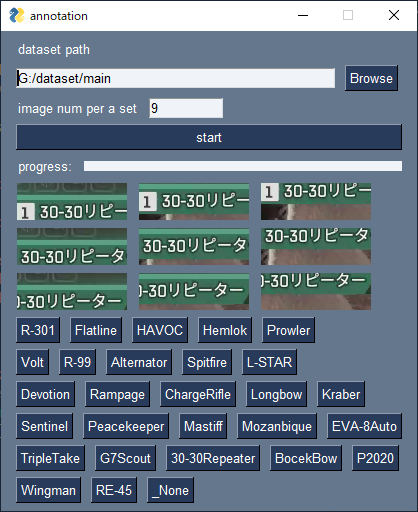 annotation
dataset path
G:/dataset/main Browse
image num per a set 9
start
progress:
1 30-30リピー 1 30-30リピー 1 30-30リピー
30-30リピー 30-30リピー 30-30リピー
)-30リピーター )-30リピーター )-30リピーター
R-301 Flatline HAVOC Hemlok Prowler
Volt R-99 Alternator Spitfire L-STAR
Devotion Rampage ChargeRifle Longbow Kraber
Sentinel Peacekeeper Mastiff Mozanbique EVA-8Auto
TripleTake G7Scout 30-30Repeater BocekBow P2020
Wingman RE-45 _None